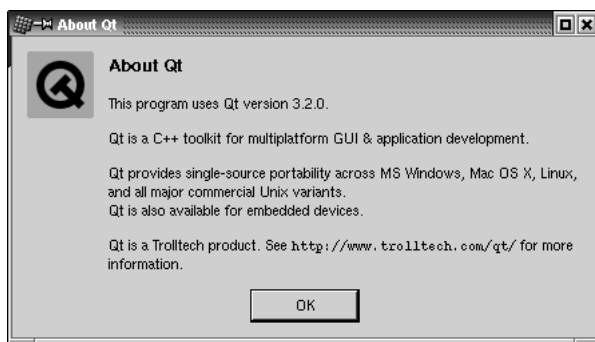 About Qt
About Qt
This program uses Qt version 3.2.0.
Qt is a C++ toolkit for multiplatform GUI & application development.
Qt provides single-source portability across MS Windows, Mac OS X, Linux,
and all major commercial Unix variants.
Qt is also available for embedded devices.
Qt is a Trolltech product. See http://www.trolltech.com/qt/ for more
information.
OK